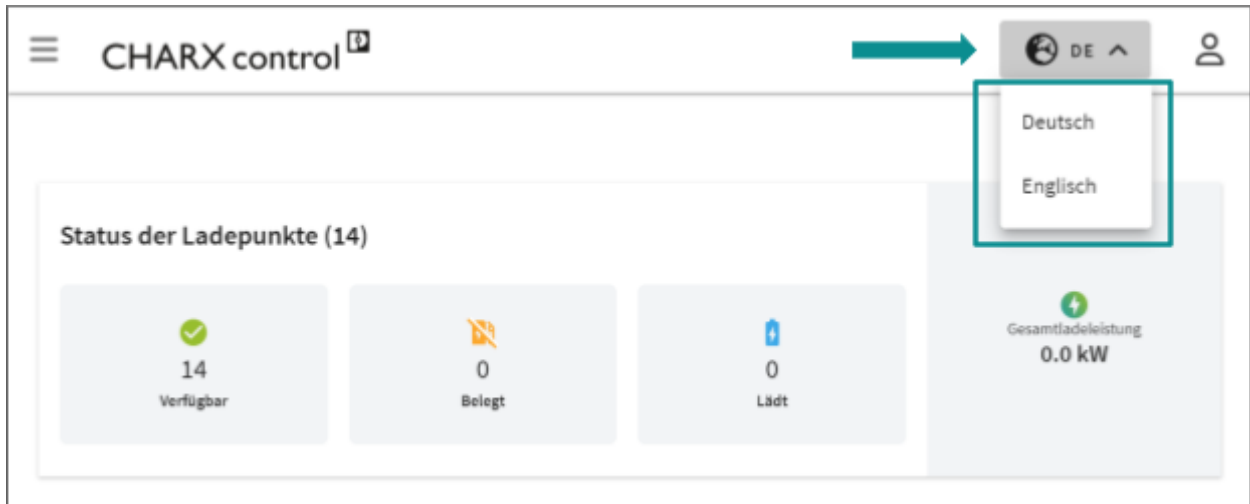 CHARX control
DE
Deutsch
Englisch
Status der Ladepunkte (14)
14
Verfügbar
0
Belegt
0
Lädt
Gesamtladeleistung
0.0 kW